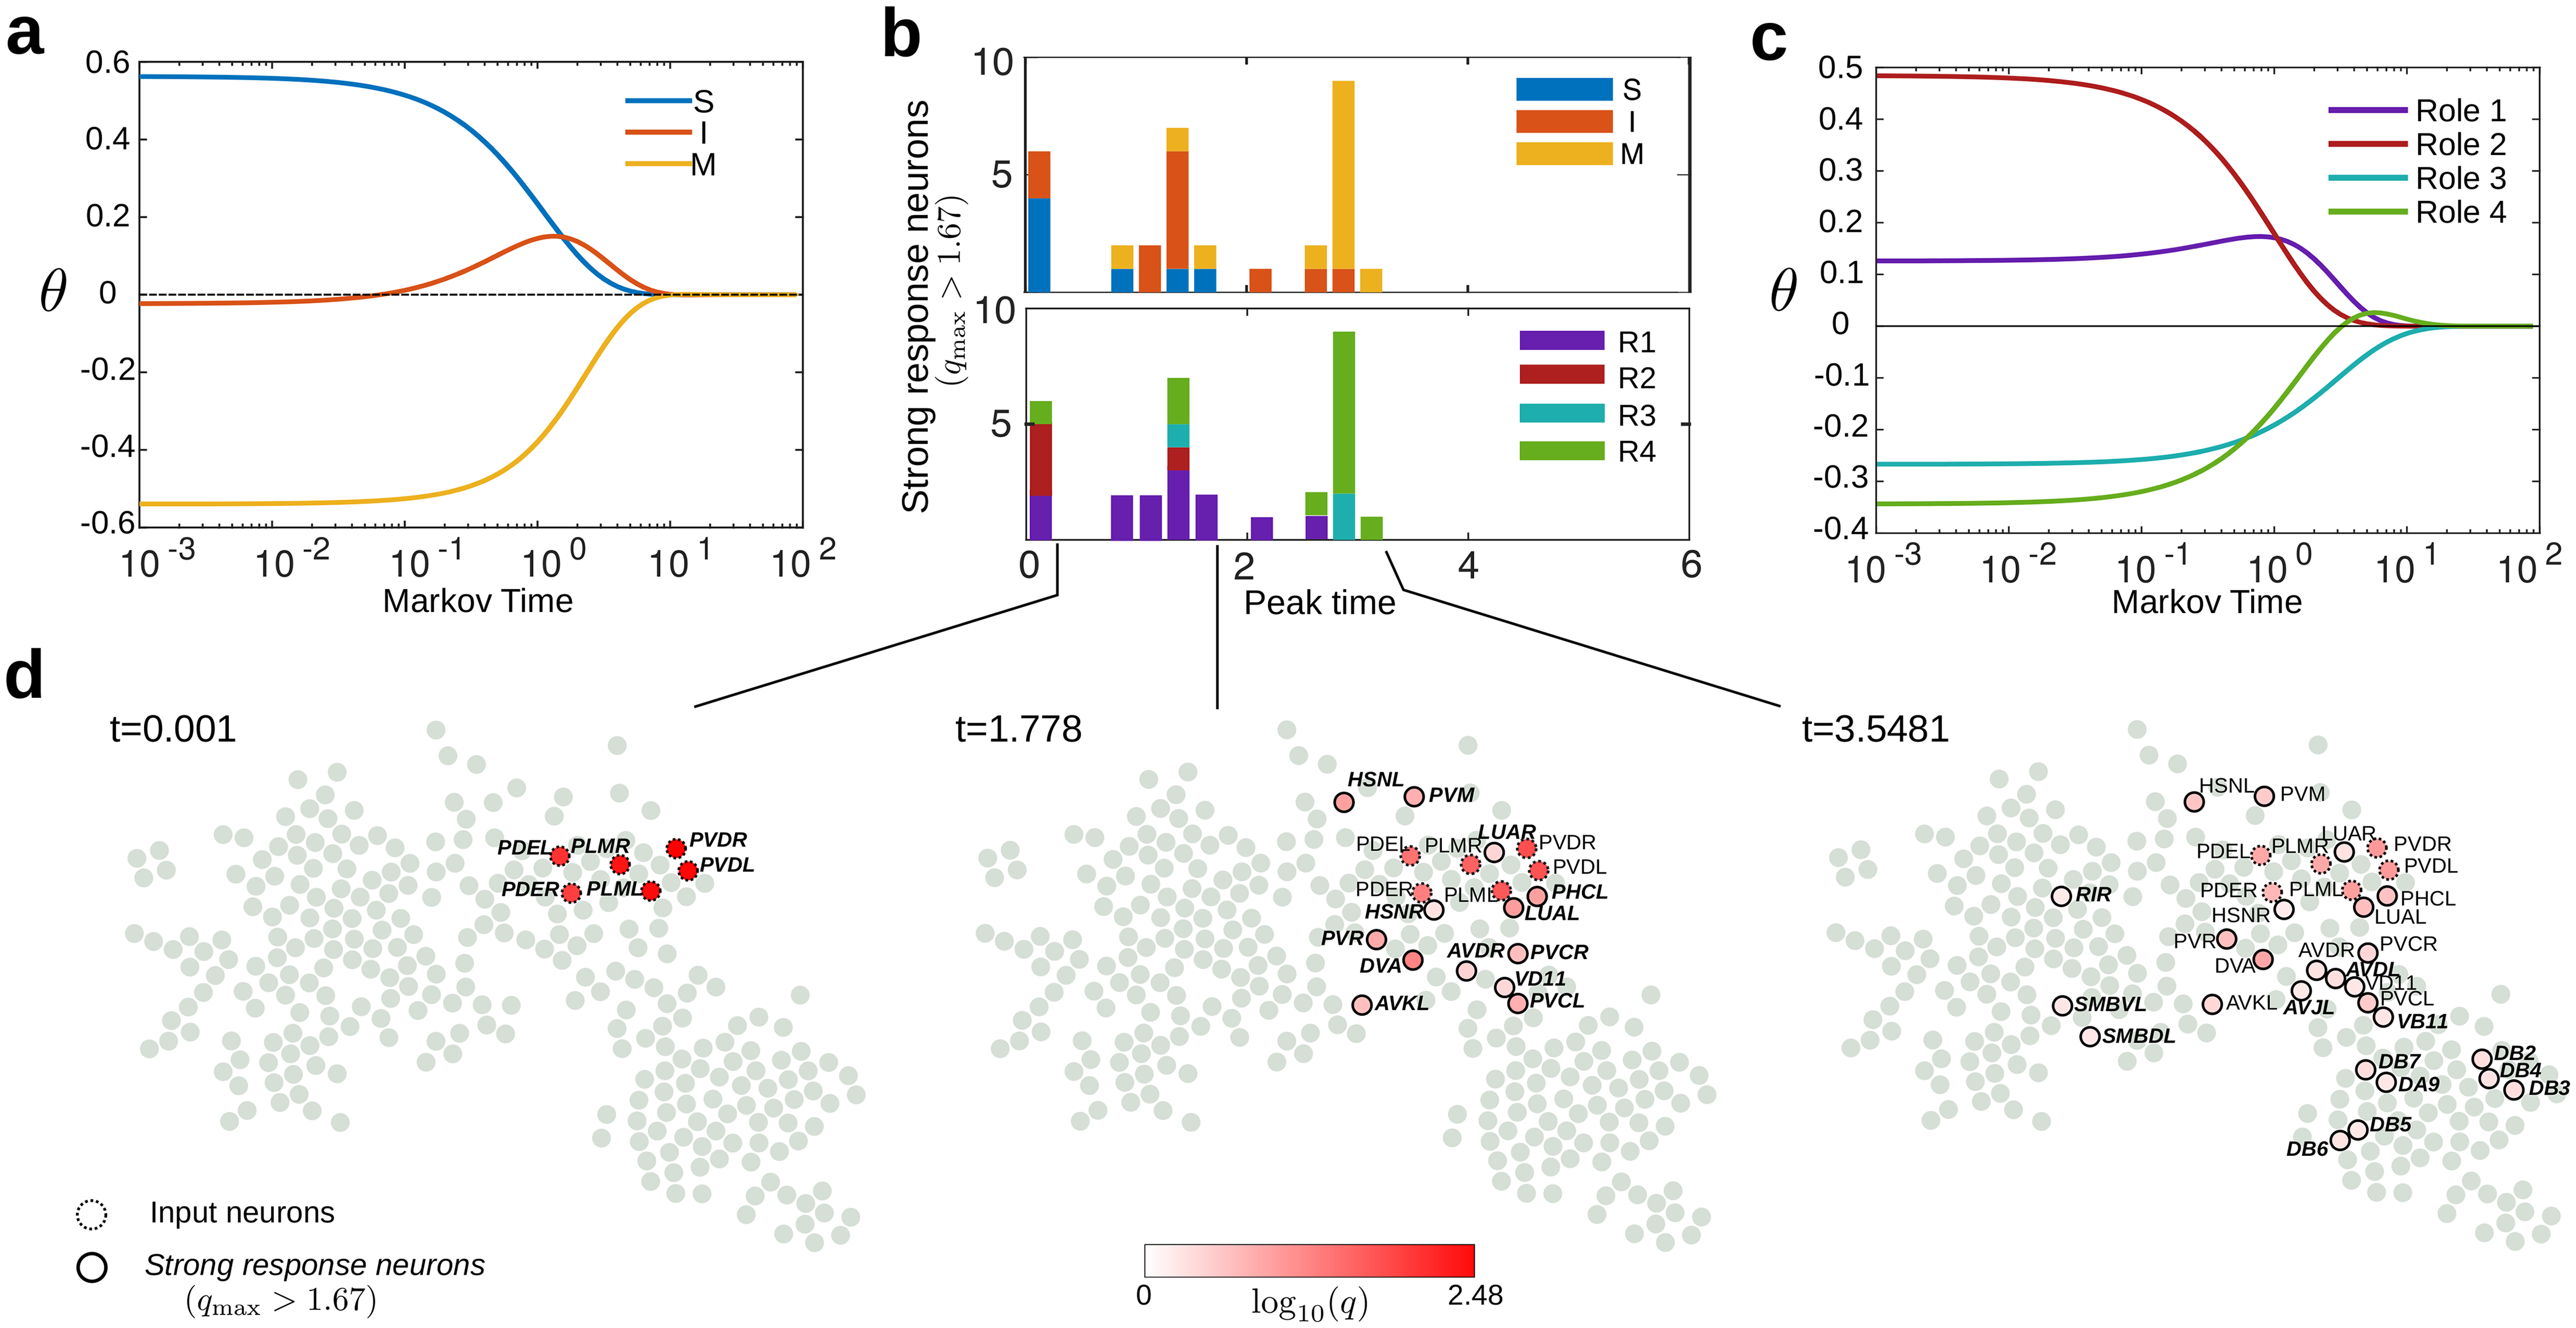 a
0.6
0.4
0.2
0
-0.2
-0.4
-0.6
θ
S
I
M
10^-3
10^-2
10^-1
10^0
10^1
10^2
Markov Time
b
Strong response neurons
(q_max > 1.67)
10
5
S
I
M
10
5
R1
R2
R3
R4
0
2
4
6
Peak time
c
0.5
0.4
0.3
0.2
0.1
0
-0.1
-0.2
-0.3
-0.4
θ
Role 1
Role 2
Role 3
Role 4
10^-3
10^-2
10^-1
10^0
10^1
10^2
Markov Time
d
t=0.001
PDEL
PLMR
PVDR
PVDL
PDER
PLML
t=1.778
HSNL
PVM
LUAR
PDEL
PLMR
PVDR
PVDL
PDER
PLML
PHCL
HSNR
LUAL
PVR
AVDR
PVCR
DVA
VD11
AVKL
PVCL
t=3.5481
HSNL
PVM
LUAR
PDEL
PLMR
PVDR
PVDL
RIR
PDER
PLML
PHCL
HSNR
LUAL
PVR
AVDR
PVCR
DVA
AVDL
VD11
SMBVL
AVKL
AVJL
PVCL
VB11
SMBDL
DB7
DB2
DA9
DB4
DB3
DB5
DB6
Input neurons
Strong response neurons
(q_max > 1.67)
0
log_10(q)
2.48